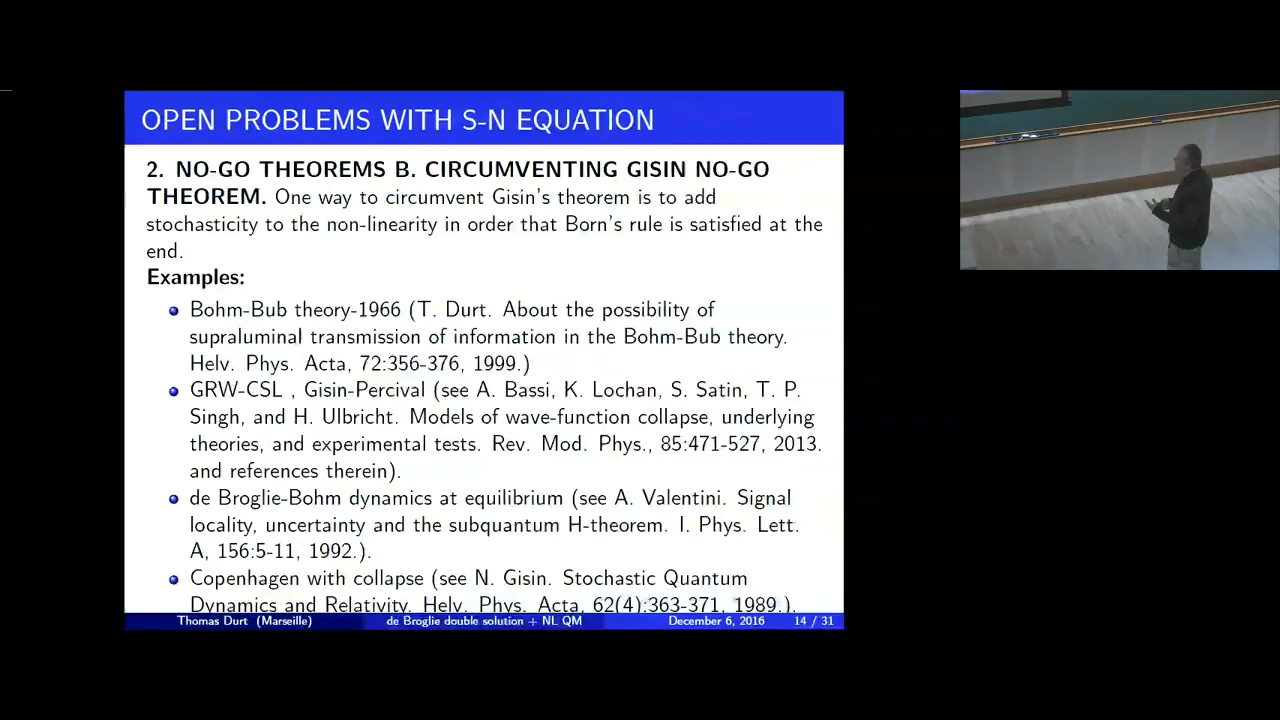 OPEN PROBLEMS WITH S-N EQUATION
2. NO-GO THEOREMS B. CIRCUMVENTING GISIN NO-GO
THEOREM. One way to circumvent Gisin's theorem is to add
stochasticity to the non-linearity in order that Born's rule is satisfied at the
end.
Examples:
Bohm-Bub theory-1966 (T. Durt. About the possibility of
supraluminal transmission of information in the Bohm-Bub theory.
Helv. Phys. Acta, 72:356-376, 1999.)
GRW-CSL , Gisin-Percival (see A. Bassi, K. Lochan, S. Satin, T. P.
Singh, and H. Ulbricht. Models of wave-function collapse, underlying
theories, and experimental tests. Rev. Mod. Phys., 85:471-527, 2013.
and references therein).
de Broglie-Bohm dynamics at equilibrium (see A. Valentini. Signal
locality, uncertainty and the subquantum H-theorem. I. Phys. Lett.
A, 156:5-11, 1992.).
Copenhagen with collapse (see N. Gisin. Stochastic Quantum
Dynamics and Relativity. Helv. Phys. Acta, 62(4):363-371, 1989.).
Thomas Durt (Marseille) de Broglie double solution + NL QM December 6, 2016 14 / 31